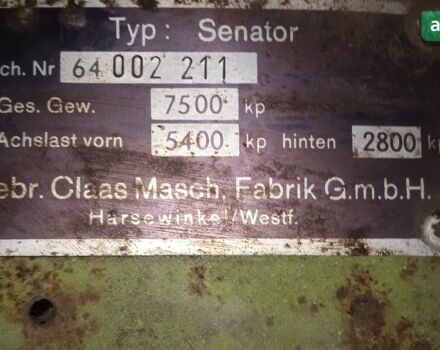 Typ: Senator
ch. Nr 64 002 211
Ges. Gew. 7500 kp
Achslast vorn 5400 kp hinten 2800 kp
ebr. Claas Masch. Fabrik G.m.b.H.
Harsewinkel/Westf.
a